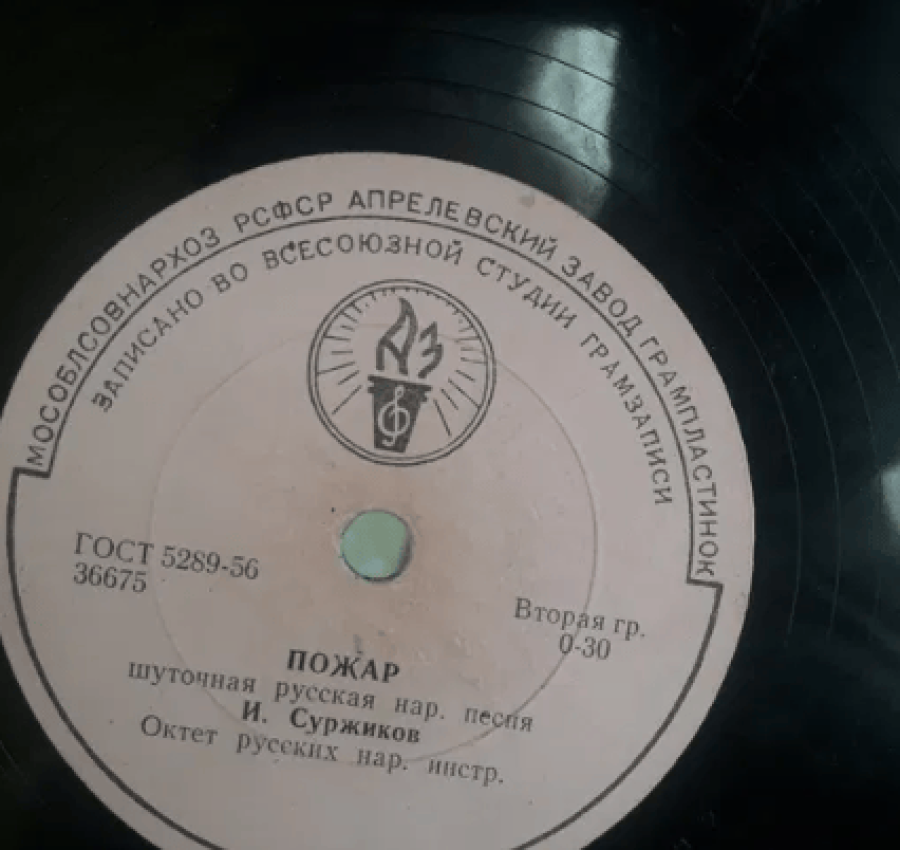 МОСОБЛСОВНАРХОЗ РСФСР АПРЕЛЕВСКИЙ ЗАВОД ГРАМПЛАСТИНОК
ЗАПИСАНО ВО ВСЕСОЮЗНОЙ СТУДИИ ГРАМЗАПИСИ
АЗ
ГОСТ 5289-56
36675
Вторая гр.
0-30
ПОЖАР
шуточная русская нар. песня
И. Суржиков
Октет русских нар. инстр.